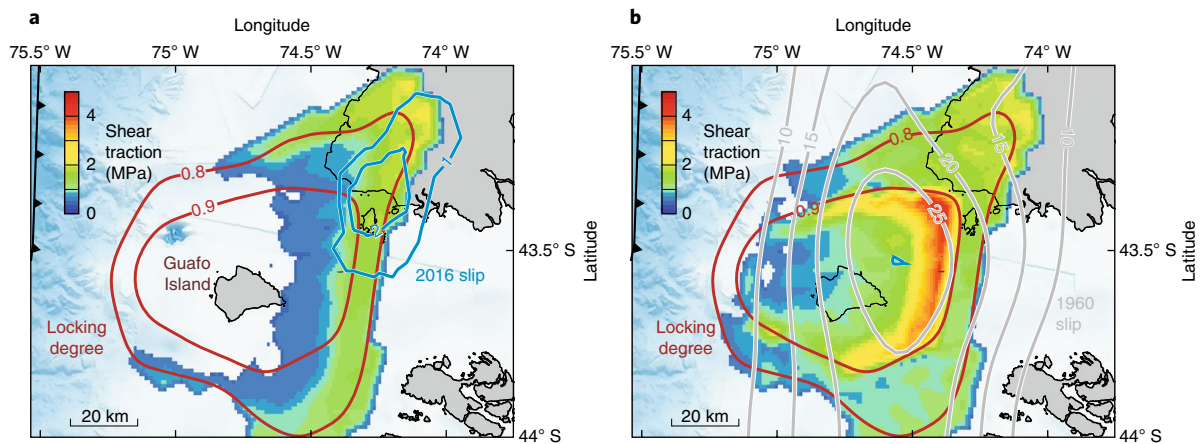 a
Longitude
75.5° W
75° W
74.5° W
74° W
4
2
0
Shear
traction
(MPa)
0.8
0.9
1
2
Guafo
Island
2016 slip
Locking
degree
20 km
43.5° S
44° S
Latitude
b
Longitude
75.5° W
75° W
74.5° W
74° W
4
2
0
Shear
traction
(MPa)
10
15
0.8
20
15
10
0.9
25
1960
slip
Locking
degree
20 km
43.5° S
44° S
Latitude